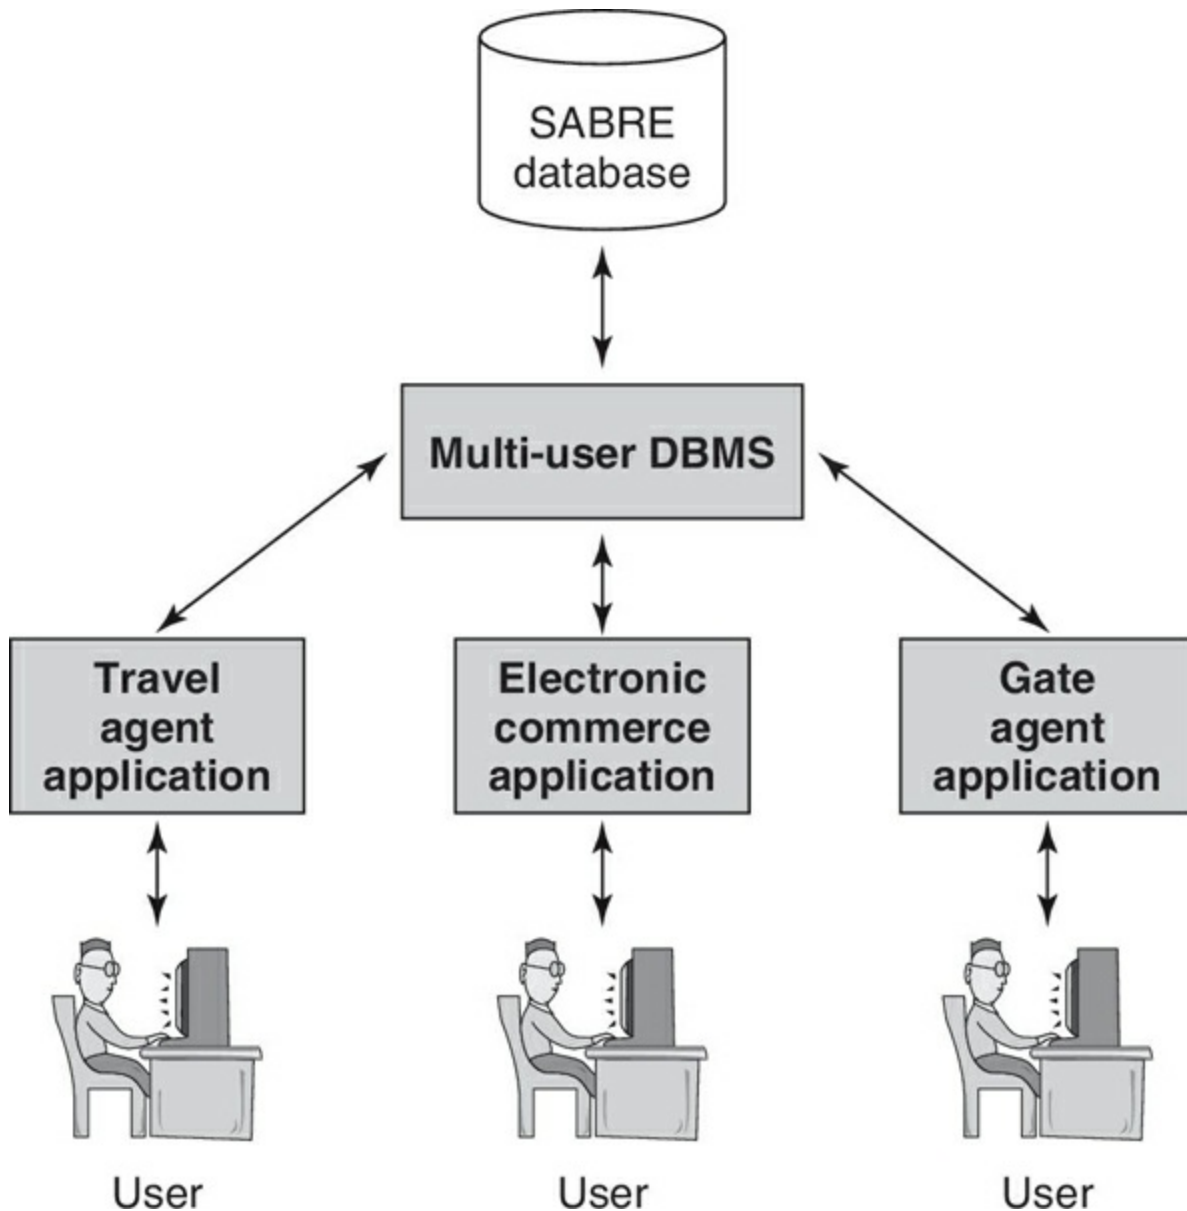 SABRE
database
Multi-user DBMS
Travel
agent
application
Electronic
commerce
application
Gate
agent
application
User
User
User